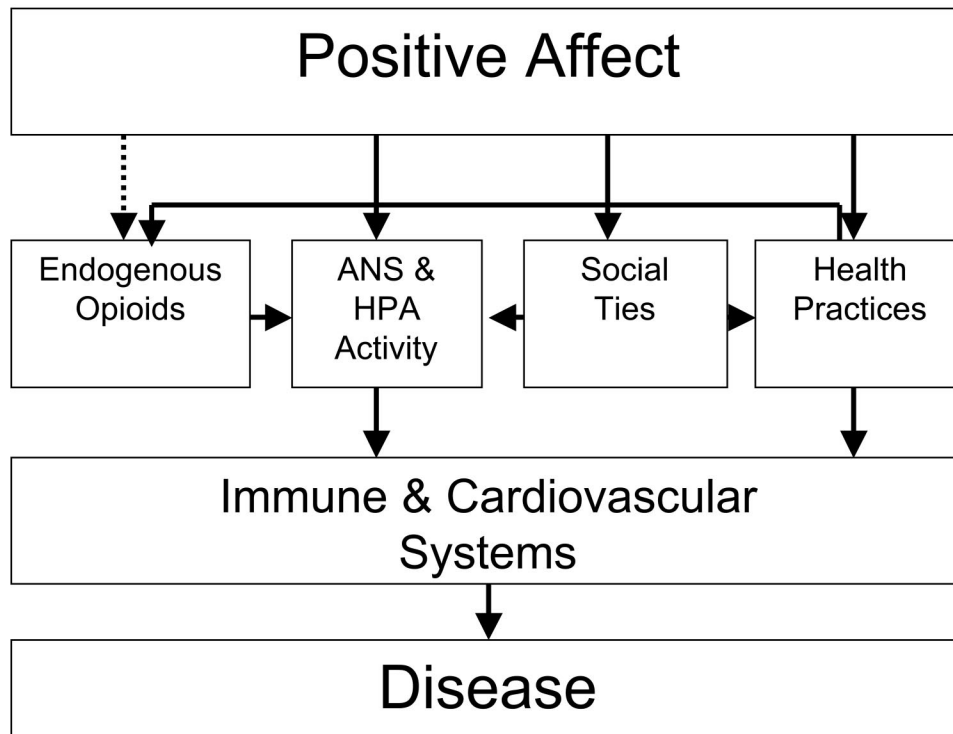 Positive Affect
Endogenous
Opioids
ANS &
HPA
Activity
Social
Ties
Health
Practices
Immune & Cardiovascular
Systems
Disease